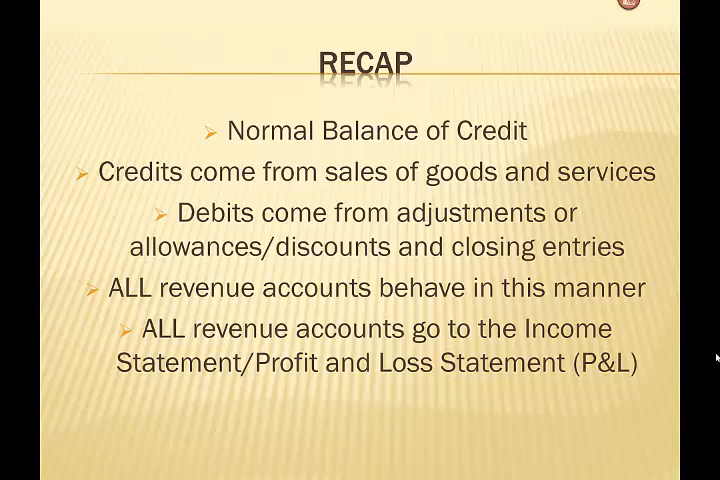 RECAP
Normal Balance of Credit
Credits come from sales of goods and services
Debits come from adjustments or
allowances/discounts and closing entries
ALL revenue accounts behave in this manner
ALL revenue accounts go to the Income
Statement/Profit and Loss Statement (P&L)